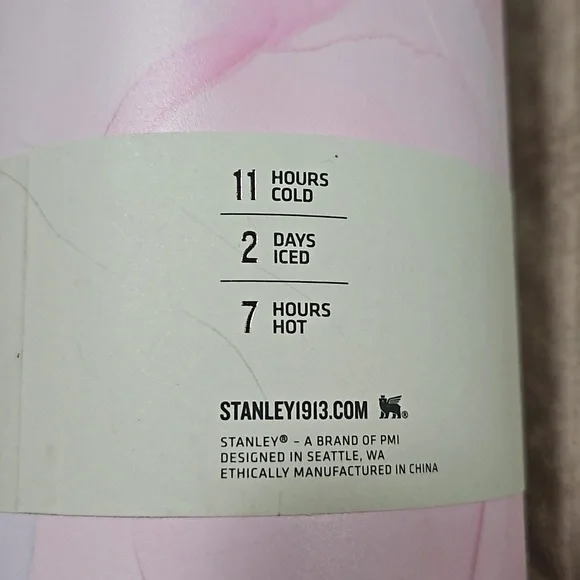 11 HOURS COLD
2 DAYS ICED
7 HOURS HOT
STANLEY1913.COM ®
STANLEY® – A BRAND OF PMI
DESIGNED IN SEATTLE, WA
ETHICALLY MANUFACTURED IN CHINA